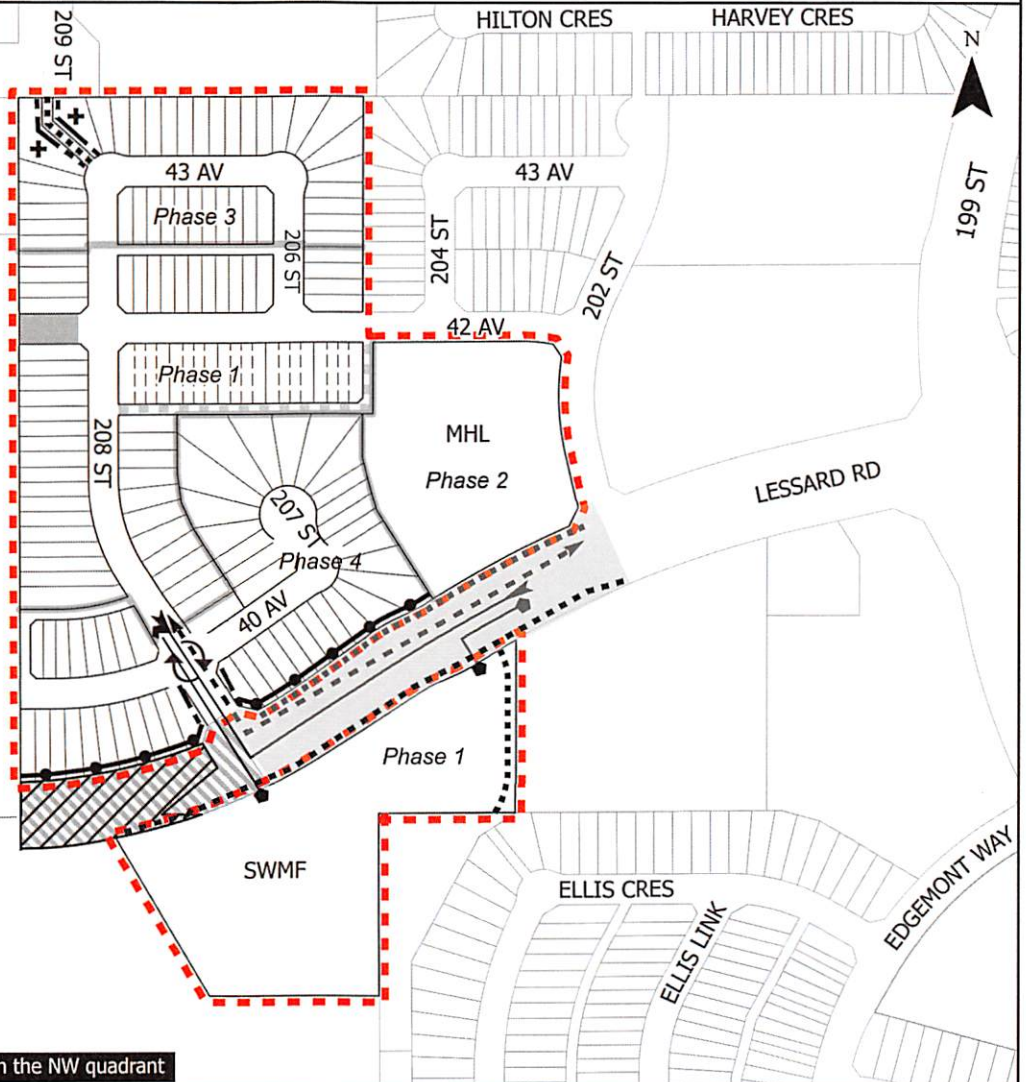 HILTON CRES
HARVEY CRES
209 ST
N
43 AV
43 AV
199 ST
Phase 3
206 ST
204 ST
202 ST
42 AV
Phase 1
MHL
208 ST
Phase 2
LESSARD RD
207 ST
Phase 4
40 AV
Phase 1
SWMF
ELLIS CRES
EDGEMONT WAY
ELLIS LINK
the NW quadrant